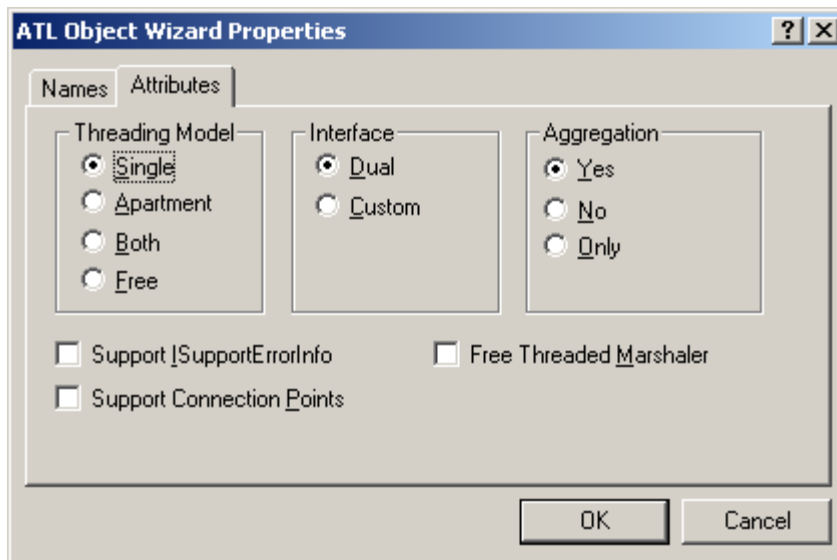 ATL Object Wizard Properties
Names Attributes
Threading Model
Single
Apartment
Both
Free
Interface
Dual
Custom
Aggregation
Yes
No
Only
Support ISupportErrorInfo
Free Threaded Marshaler
Support Connection Points
OK Cancel